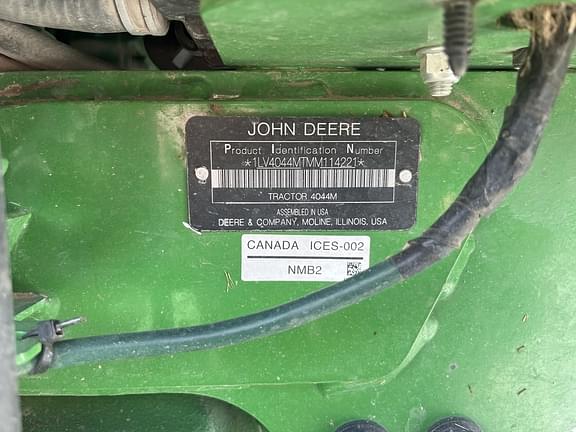 JOHN DEERE
Product Identification Number
*1LV4044MTMM114221*
TRACTOR 4044M
ASSEMBLED IN USA
DEERE & COMPANY, MOLINE, ILLINOIS, USA
CANADA ICES-002
NMB2